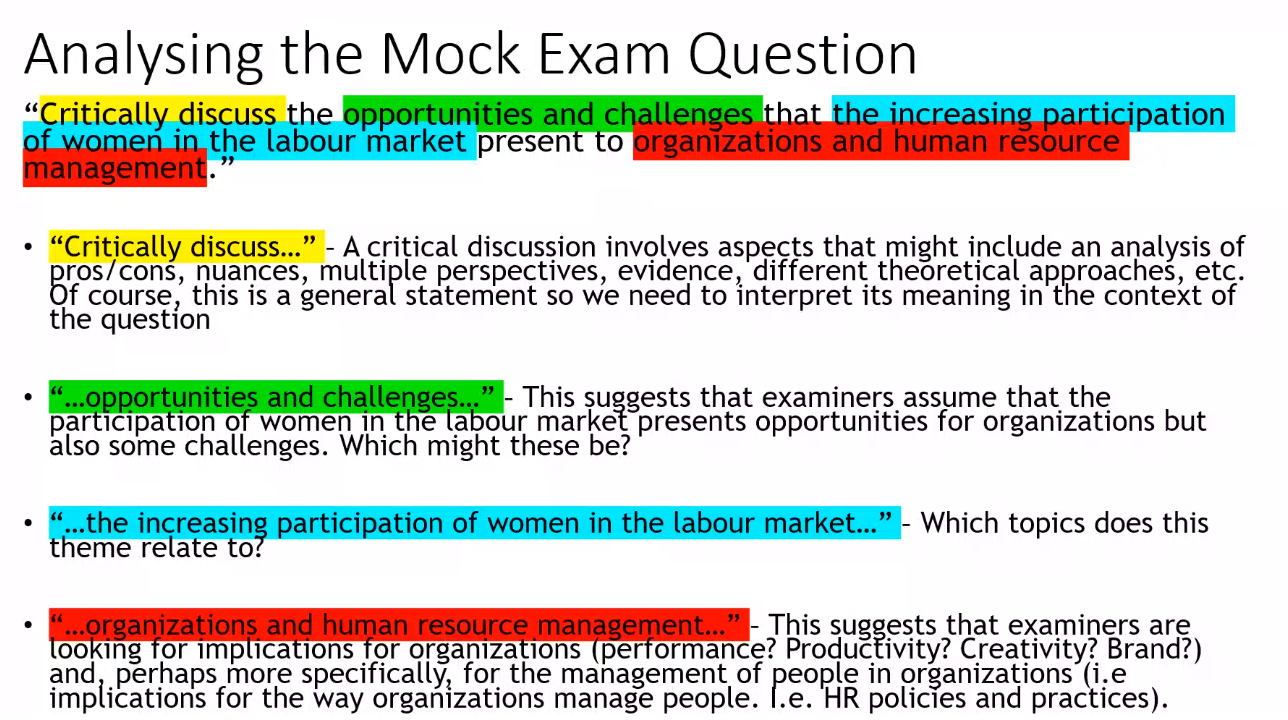 Analysing the Mock Exam Question
“Critically discuss the opportunities and challenges that the increasing participation
of women in the labour market present to organizations and human resource
management.”
• “Critically discuss…” – A critical discussion involves aspects that might include an analysis of
pros/cons, nuances, multiple perspectives, evidence, different theoretical approaches, etc.
Of course, this is a general statement so we need to interpret its meaning in the context of
the question
• “…opportunities and challenges…” – This suggests that examiners assume that the
participation of women in the labour market presents opportunities for organizations but
also some challenges. Which might these be?
• “…the increasing participation of women in the labour market…” – Which topics does this
theme relate to?
• “…organizations and human resource management…” – This suggests that examiners are
looking for implications for organizations (performance? Productivity? Creativity? Brand?)
and, perhaps more specifically, for the management of people in organizations (i.e
implications for the way organizations manage people. I.e. HR policies and practices).